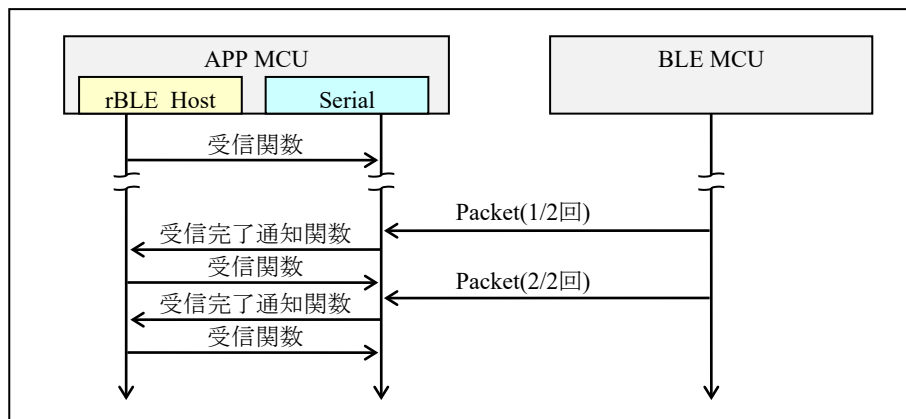 APP MCU
BLE MCU
rBLE_Host
Serial
受信関数
Packet(1/2回)
受信完了通知関数
受信関数
Packet(2/2回)
受信完了通知関数
受信関数